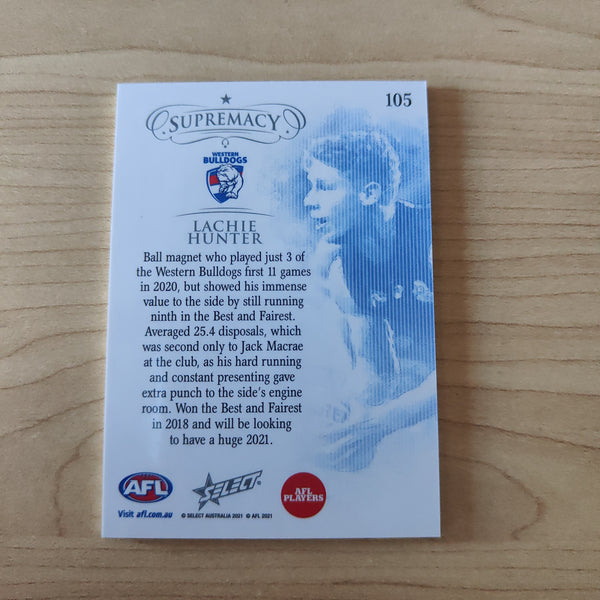 105
SUPREMACY
WESTERN
BULLDOGS
LACHIE
HUNTER
Ball magnet who played just 3 of
the Western Bulldogs first 11 games
in 2020, but showed his immense
value to the side by still running
ninth in the Best and Fairest.
Averaged 25.4 disposals, which
was second only to Jack Macrae
at the club, as his hard running
and constant presenting gave
extra punch to the side's engine
room. Won the Best and Fairest
in 2018 and will be looking
to have a huge 2021.
AFL
SELECT
AFL
PLAYERS
Visit afl.com.au
© SELECT AUSTRALIA 2021 © AFL 2021